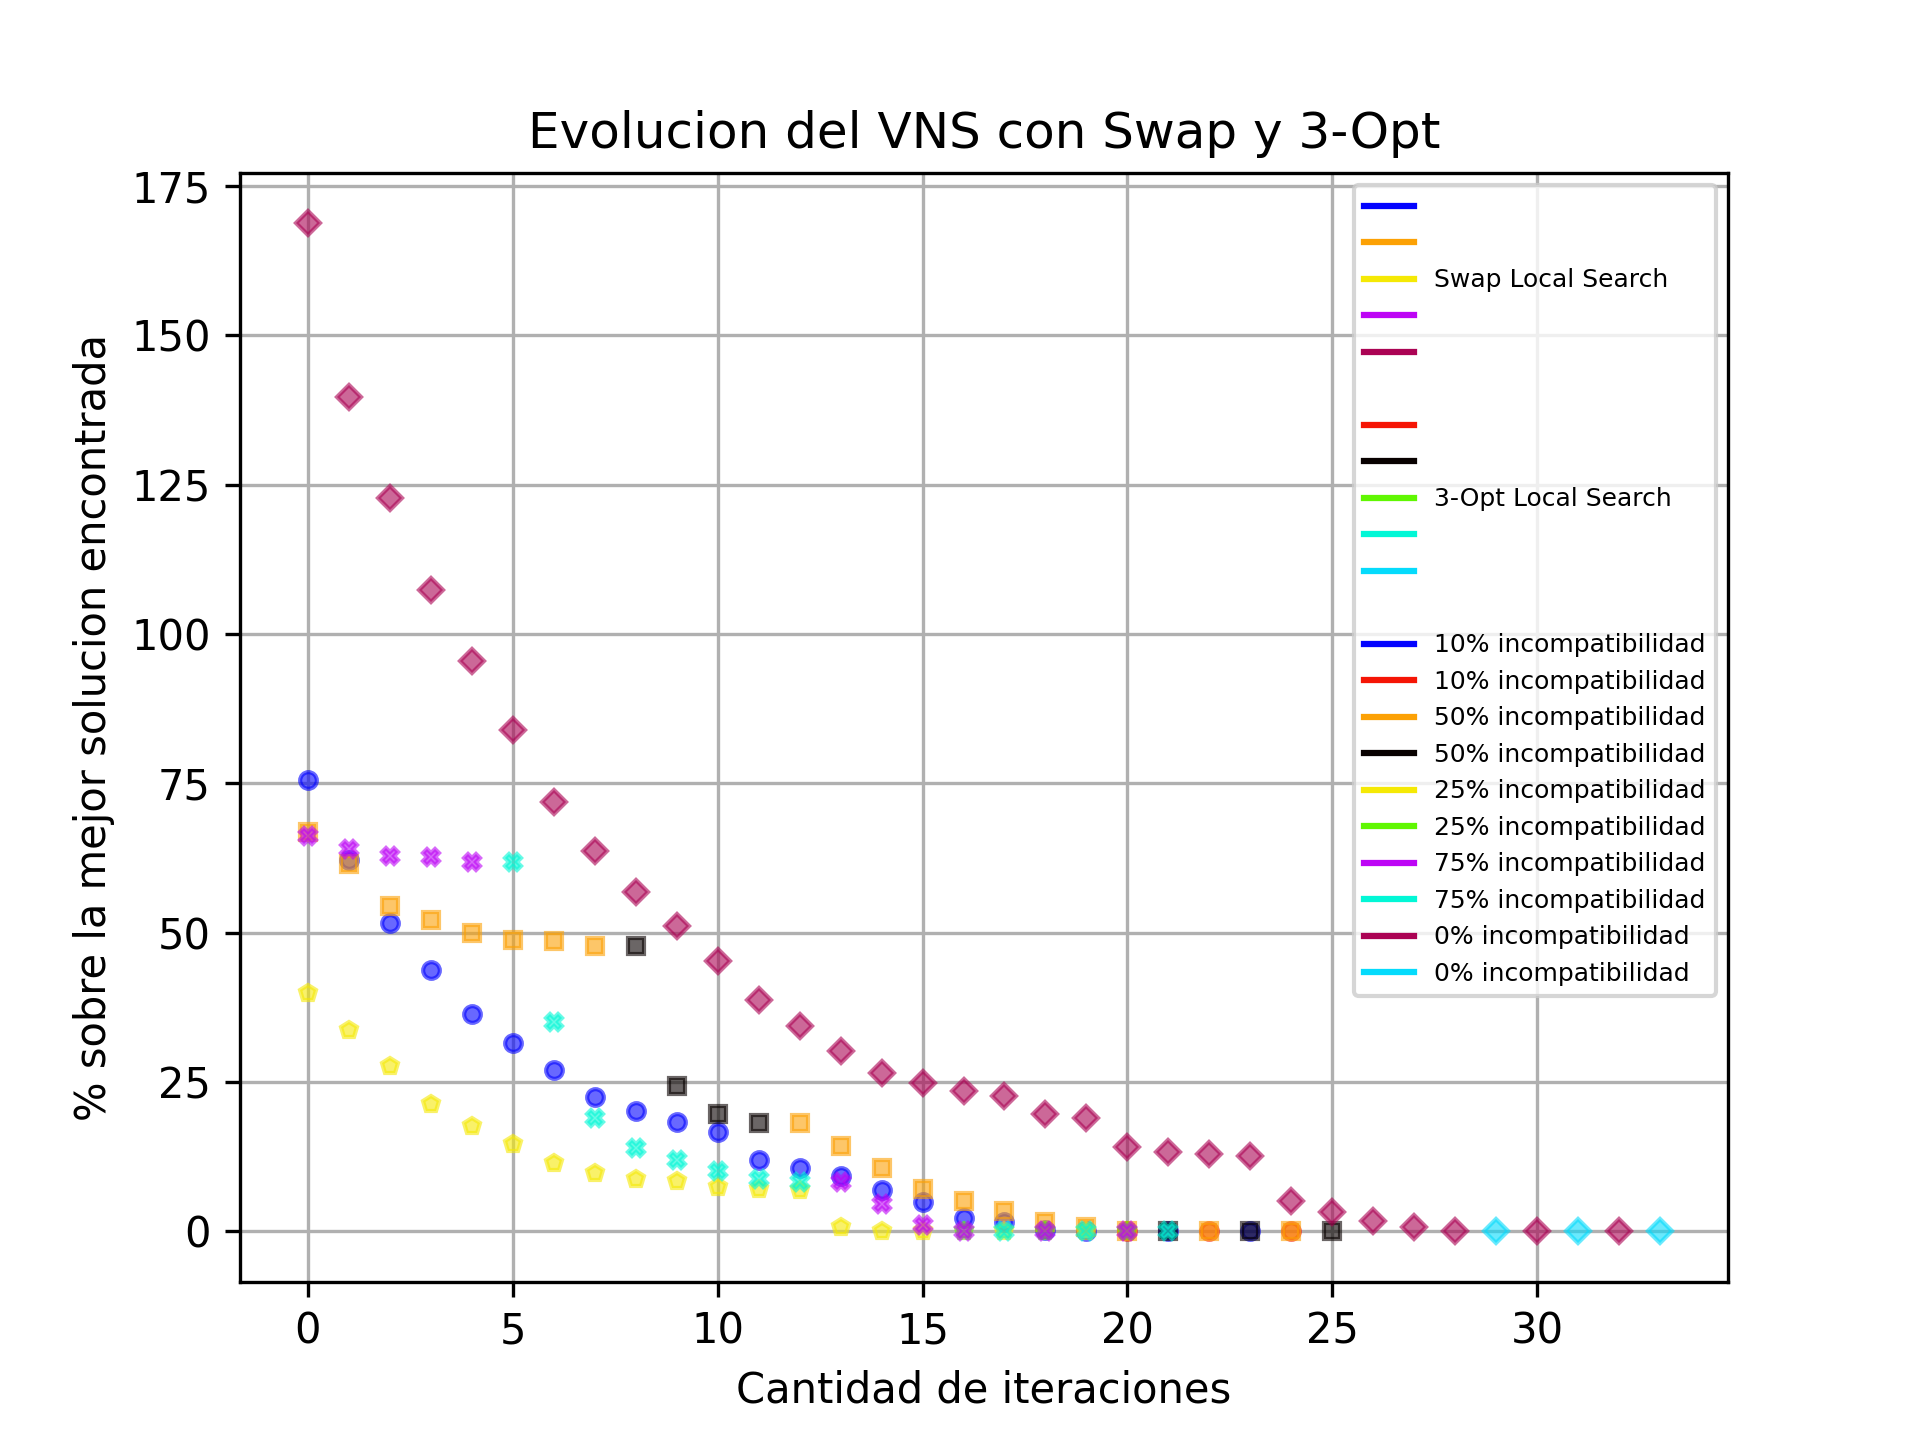 Evolucion del VNS con Swap y 3-Opt
% sobre la mejor solucion encontrada
175
150
125
100
75
50
25
0
Swap Local Search
3-Opt Local Search
10% incompatibilidad
10% incompatibilidad
50% incompatibilidad
50% incompatibilidad
25% incompatibilidad
25% incompatibilidad
75% incompatibilidad
75% incompatibilidad
0% incompatibilidad
0% incompatibilidad
0 5 10 15 20 25 30
Cantidad de iteraciones